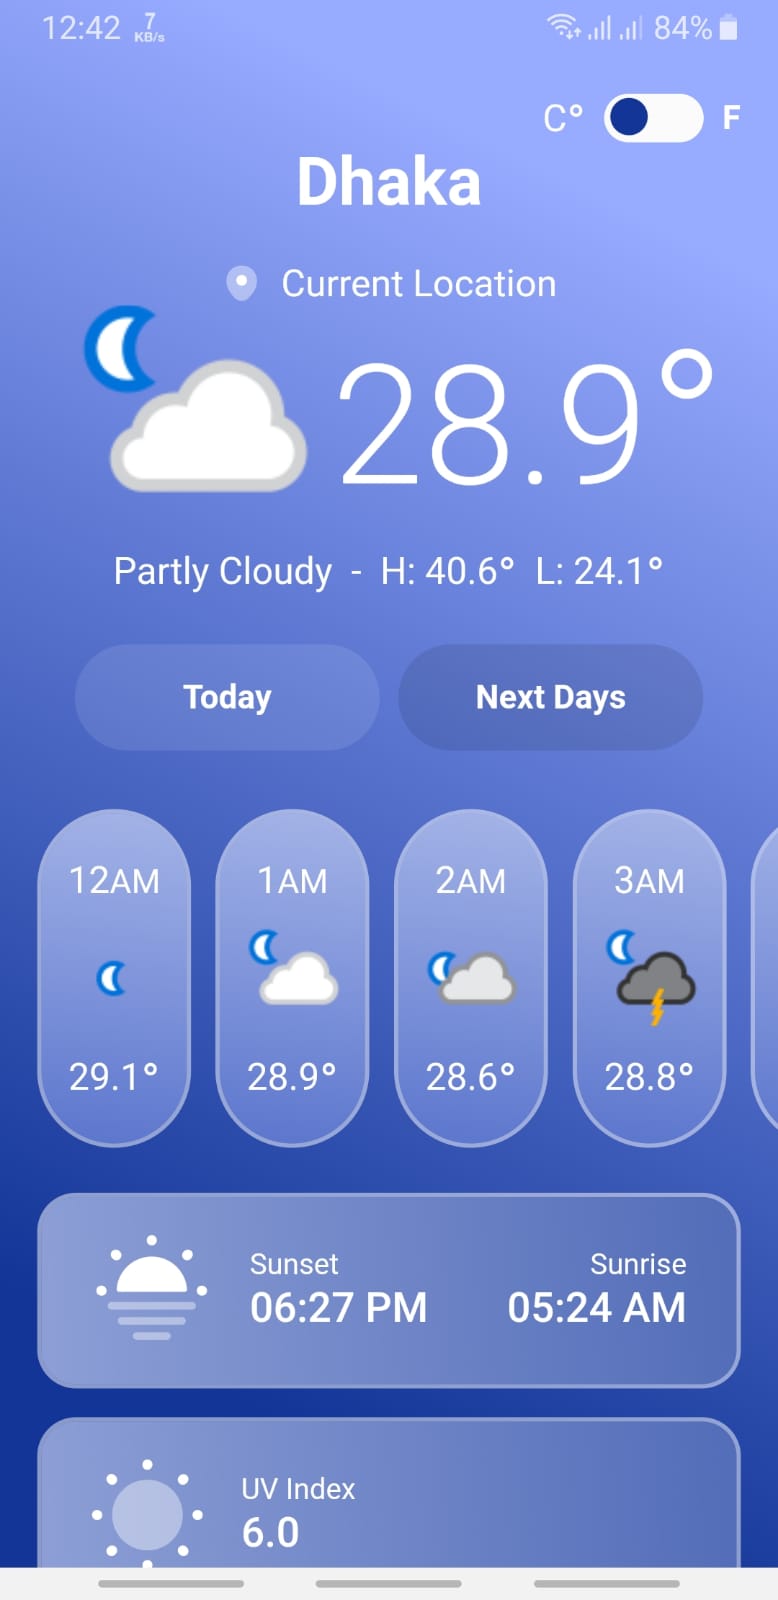 12:42 7 KB/s 84%
C° F
Dhaka
Current Location
28.9°
Partly Cloudy - H: 40.6° L: 24.1°
Today Next Days
12AM 1AM 2AM 3AM
29.1° 28.9° 28.6° 28.8°
Sunset Sunrise
06:27 PM 05:24 AM
UV Index
6.0